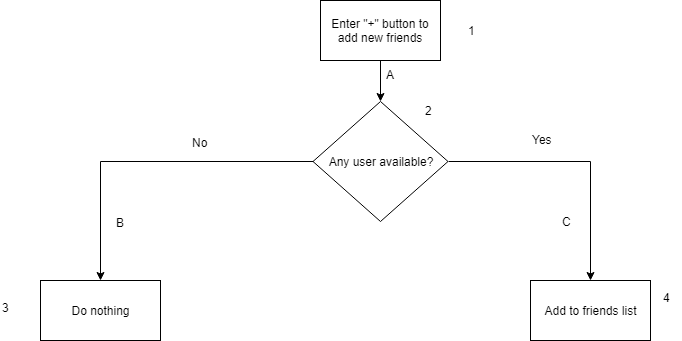 Enter "+" button to
add new friends
1
A
2
No
Any user available?
Yes
B
C
3
Do nothing
Add to friends list
4